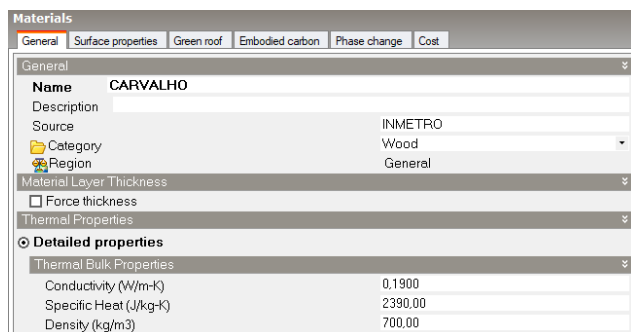 Materials
General Surface properties Green roof Embodied carbon Phase change Cost
General
Name CARVALHO
Description
Source INMETRO
Category Wood
Region General
Material Layer Thickness
Force thickness
Thermal Properties
Detailed properties
Thermal Bulk Properties
Conductivity (W/m-K) 0,1900
Specific Heat (J/kg-K) 2390,00
Density (kg/m3) 700,00